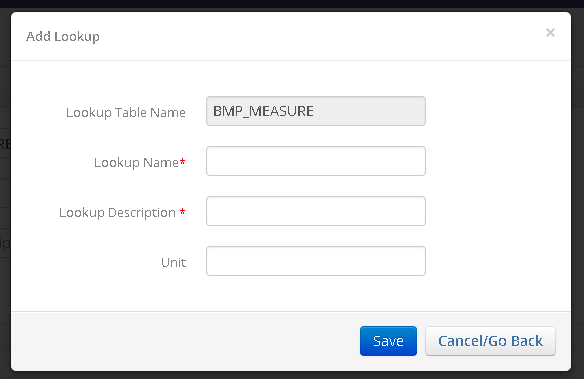 Add Lookup
×
Lookup Table Name BMP_MEASURE
Lookup Name*
Lookup Description *
Unit
Save Cancel/Go Back